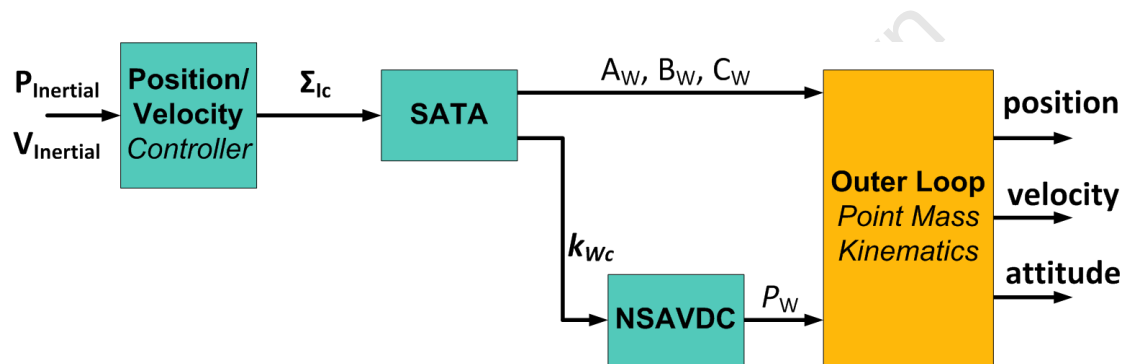 P_Inertial
V_Inertial
Position/
Velocity
Controller
Σ_Ic
SATA
A_W, B_W, C_W
k_Wc
NSAVDC
P_W
Outer Loop
Point Mass
Kinematics
position
velocity
attitude